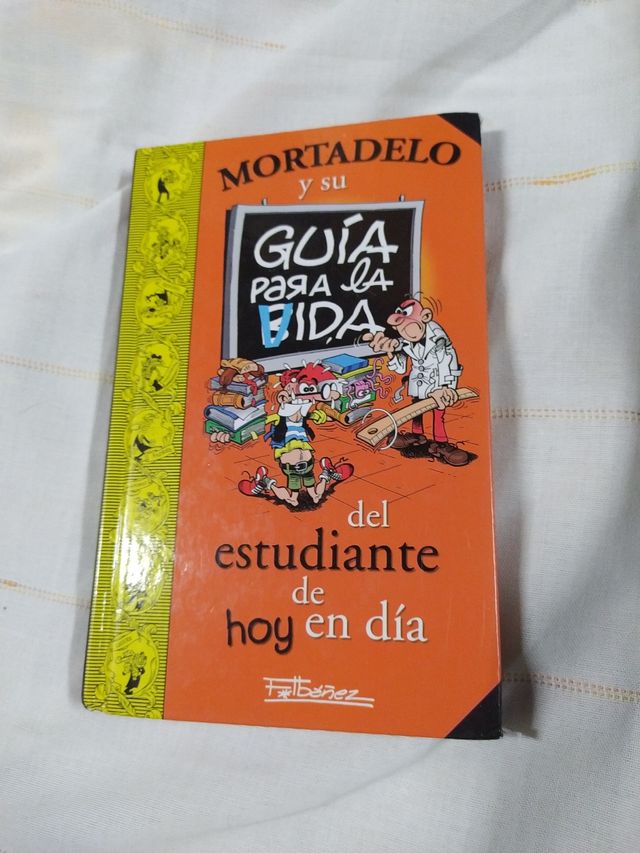 MORTADELO
y su
GUÍA
PARA LA
VIDA
del
estudiante
de
hoy en día
F. Ibáñez